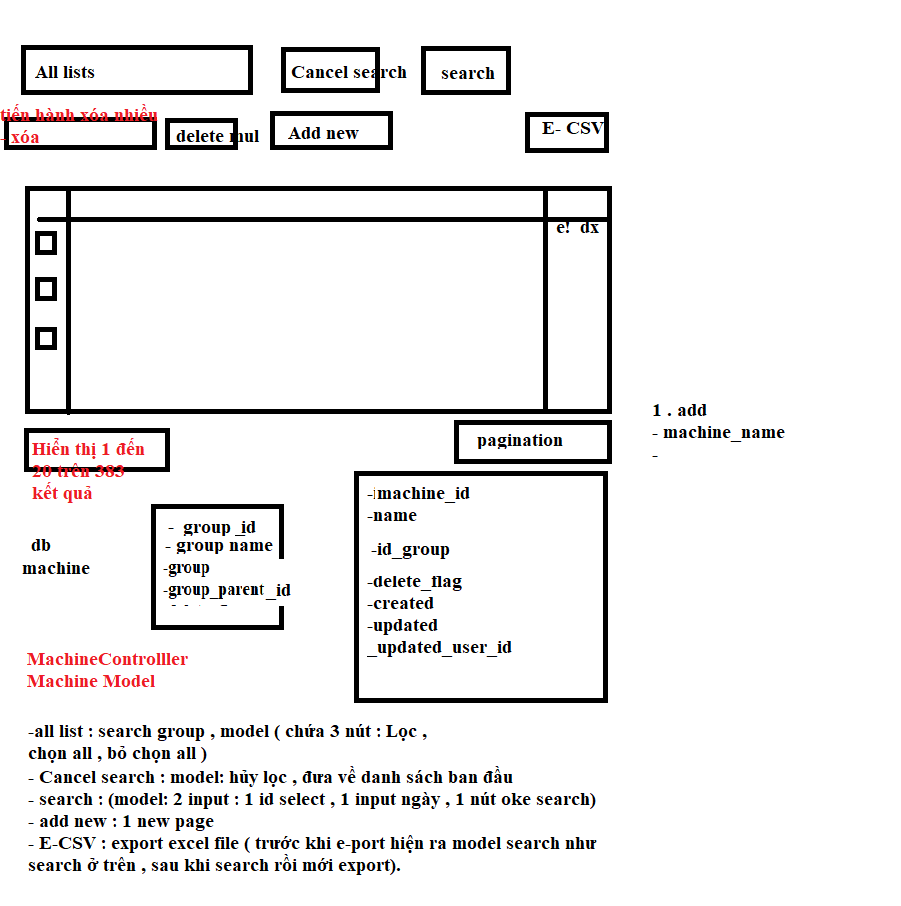 All lists
Cancel search
search
tiến hành xóa nhiều
- xóa
delete mul
Add new
E- CSV
e! dx
Hiển thị 1 đến
20 trên 383
kết quả
pagination
1 . add
- machine_name
-
db
machine
- group_id
- group name
-group
-group_parent_id
-machine_id
-name
-id_group
-delete_flag
-created
-updated
_updated_user_id
MachineControlller
Machine Model
-all list : search group , model ( chứa 3 nút : Lọc ,
chọn all , bỏ chọn all )
- Cancel search : model: hủy lọc , đưa về danh sách ban đầu
- search : (model: 2 input : 1 id select , 1 input ngày , 1 nút oke search)
- add new : 1 new page
- E-CSV : export excel file ( trước khi e-port hiện ra model search như
search ở trên , sau khi search rồi mới export).